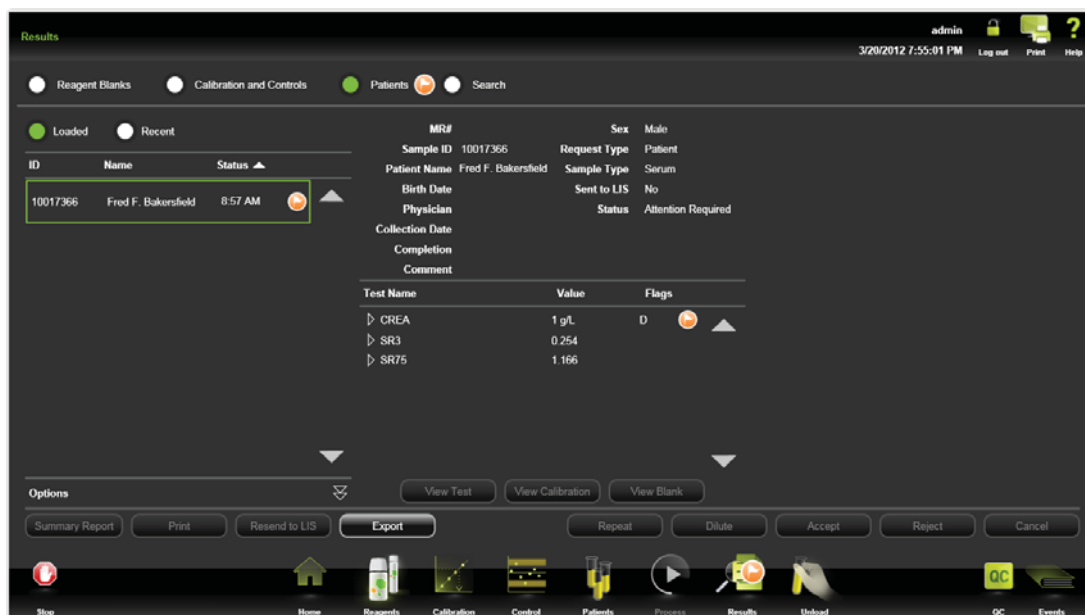 Results
admin
3/20/2012 7:55:01 PM
Log out
Print
Help
Reagent Blanks
Calibration and Controls
Patients
Search
Loaded
Recent
ID Name Status
10017366 Fred F. Bakersfield 8:57 AM
MR# Sex Male
Sample ID 10017366 Request Type Patient
Patient Name Fred F. Bakersfield Sample Type Serum
Birth Date Sent to LIS No
Physician Status Attention Required
Collection Date
Completion
Comment
Test Name Value Flags
CREA 1 g/L D
SR3 0.254
SR75 1.166
Options
View Test View Calibration View Blank
Summary Report Print Resend to LIS Export Repeat Dilute Accept Reject Cancel
QC
Stop Home Reagents Calibration Control Patients Process Results Unload QC Events